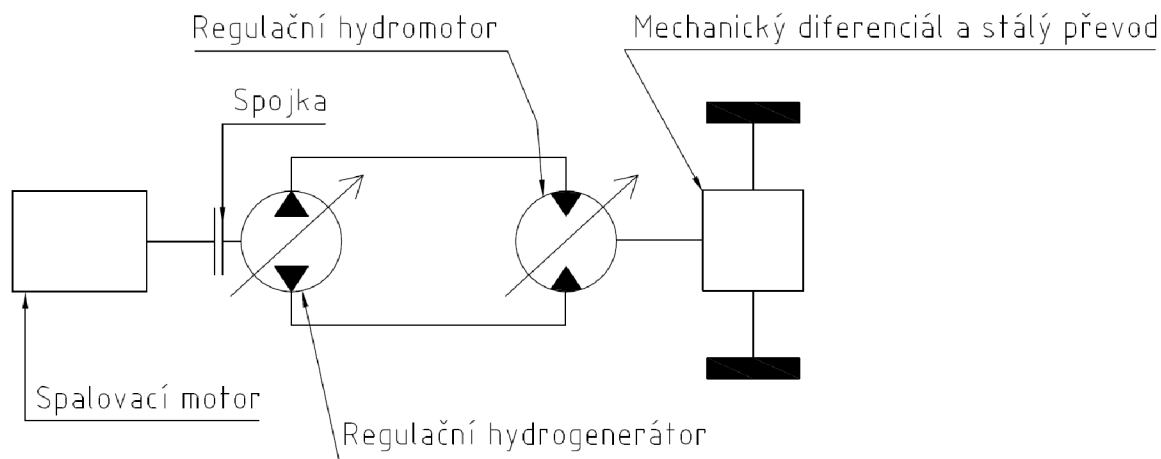 Regulační hydromotor
Mechanický diferenciál a stálý převod
Spojka
Spalovací motor
Regulační hydrogenerátor